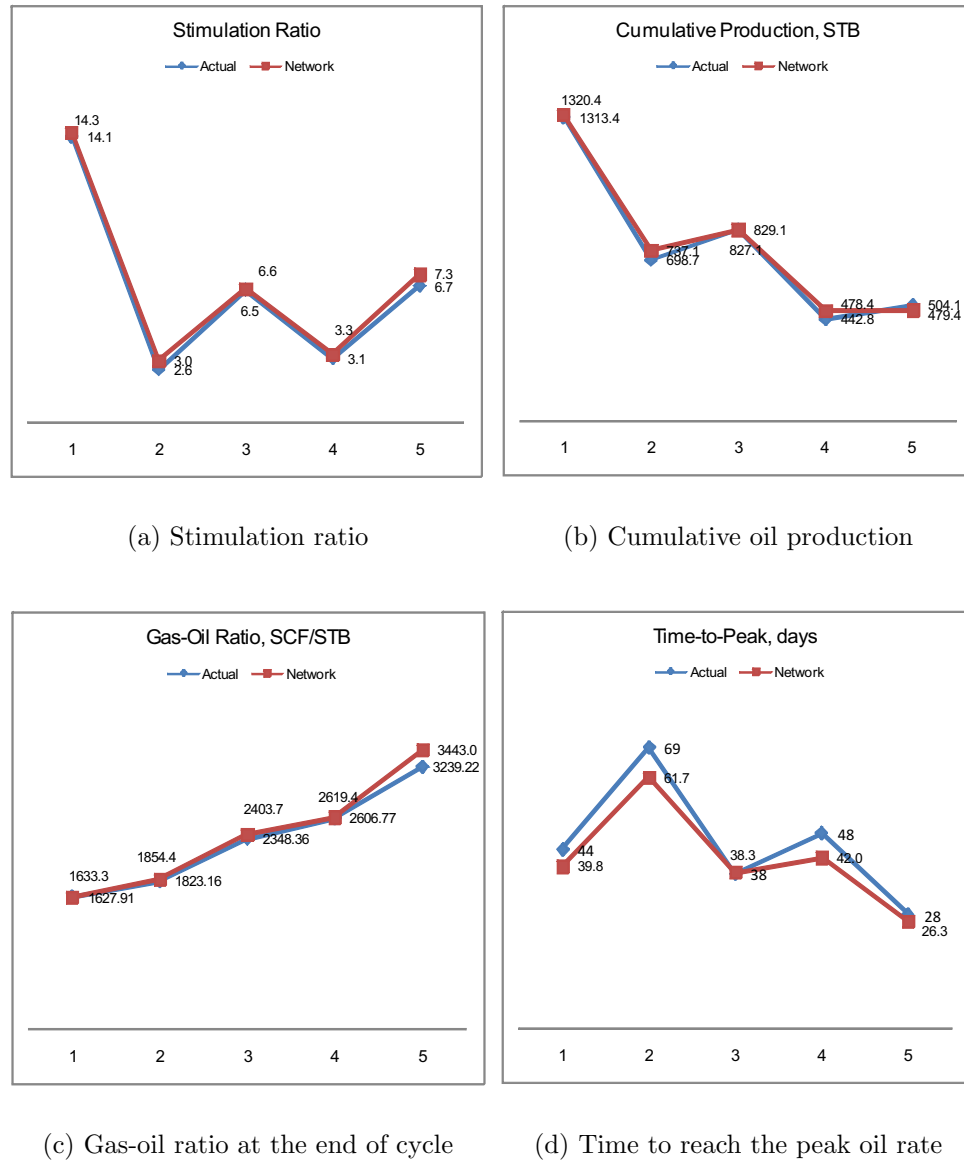 Stimulation Ratio
Actual Network
14.3
14.1
6.6
6.5
3.0
2.6
3.3
3.1
7.3
6.7
1 2 3 4 5
(a) Stimulation ratio
Cumulative Production, STB
Actual Network
1320.4
1313.4
737.1
698.7
829.1
827.1
478.4
442.8
504.1
479.4
1 2 3 4 5
(b) Cumulative oil production
Gas-Oil Ratio, SCF/STB
Actual Network
3443.0
3239.22
2619.4
2606.77
2403.7
2348.36
1854.4
1823.16
1633.3
1627.91
1 2 3 4 5
(c) Gas-oil ratio at the end of cycle
Time-to-Peak, days
Actual Network
69
61.7
44
39.8
38.3
38
48
42.0
28
26.3
1 2 3 4 5
(d) Time to reach the peak oil rate